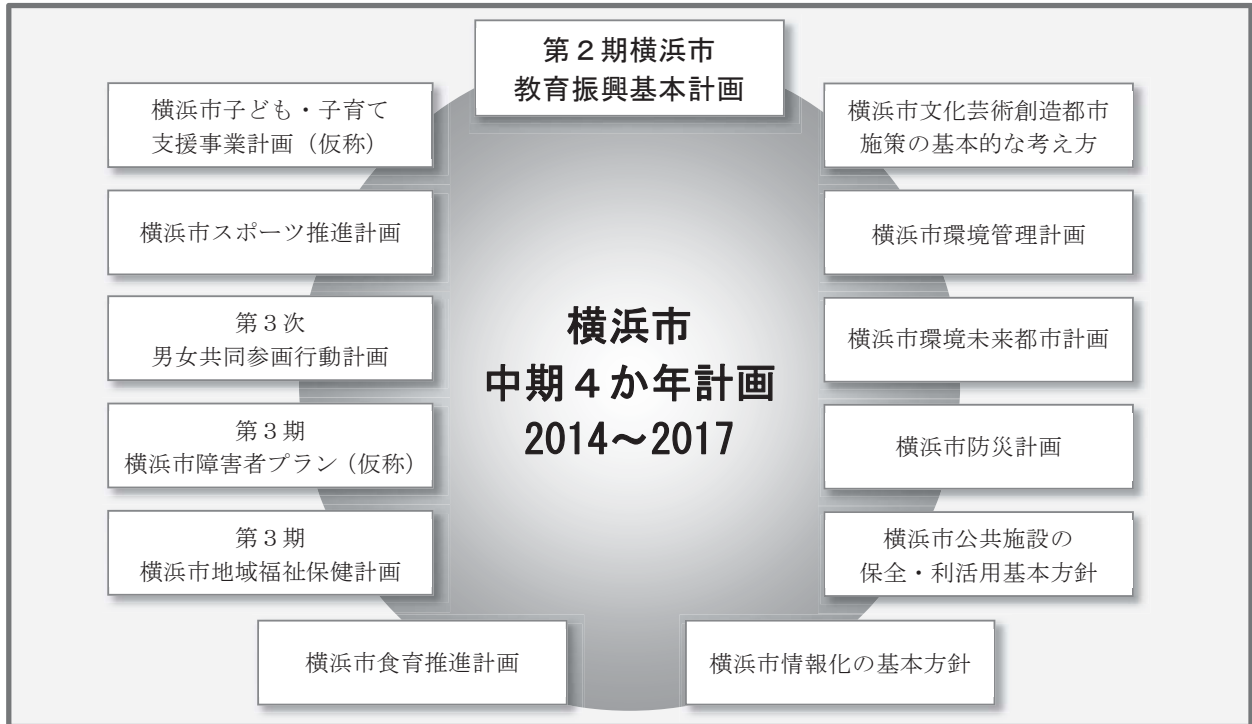 第２期横浜市
教育振興基本計画
横浜市子ども・子育て
支援事業計画（仮称）
横浜市スポーツ推進計画
第３次
男女共同参画行動計画
第３期
横浜市障害者プラン（仮称）
第３期
横浜市地域福祉保健計画
横浜市食育推進計画
横浜市
中期４か年計画
2014～2017
横浜市文化芸術創造都市
施策の基本的な考え方
横浜市環境管理計画
横浜市環境未来都市計画
横浜市防災計画
横浜市公共施設の
保全・利活用基本方針
横浜市情報化の基本方針